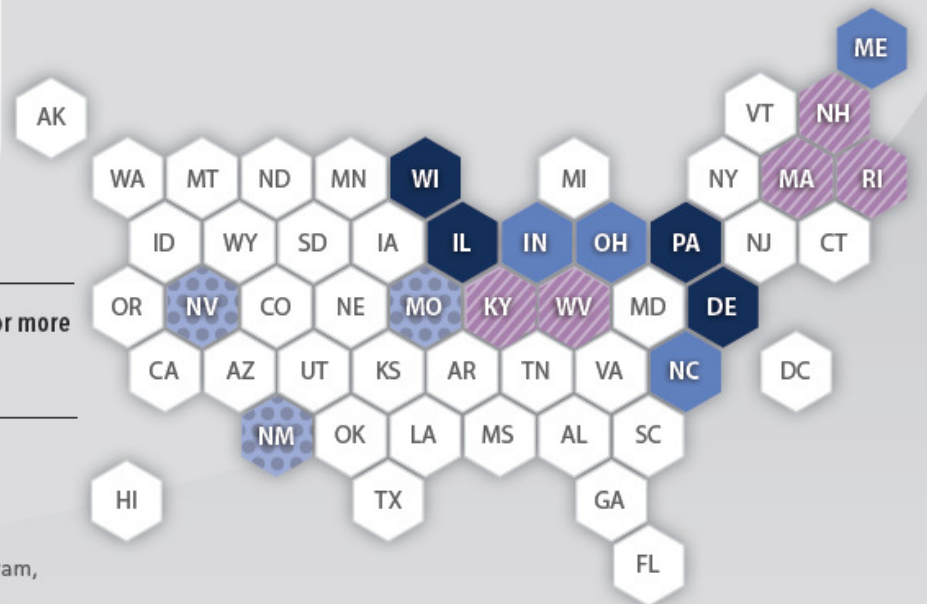 ME
AK VT NH
WA MT ND MN WI MI NY MA RI
ID WY SD IA IL IN OH PA NJ CT
OR NV CO NE MO KY WV MD DE
or more
CA AZ UT KS AR TN VA NC DC
NM OK LA MS AL SC
HI TX GA
FL